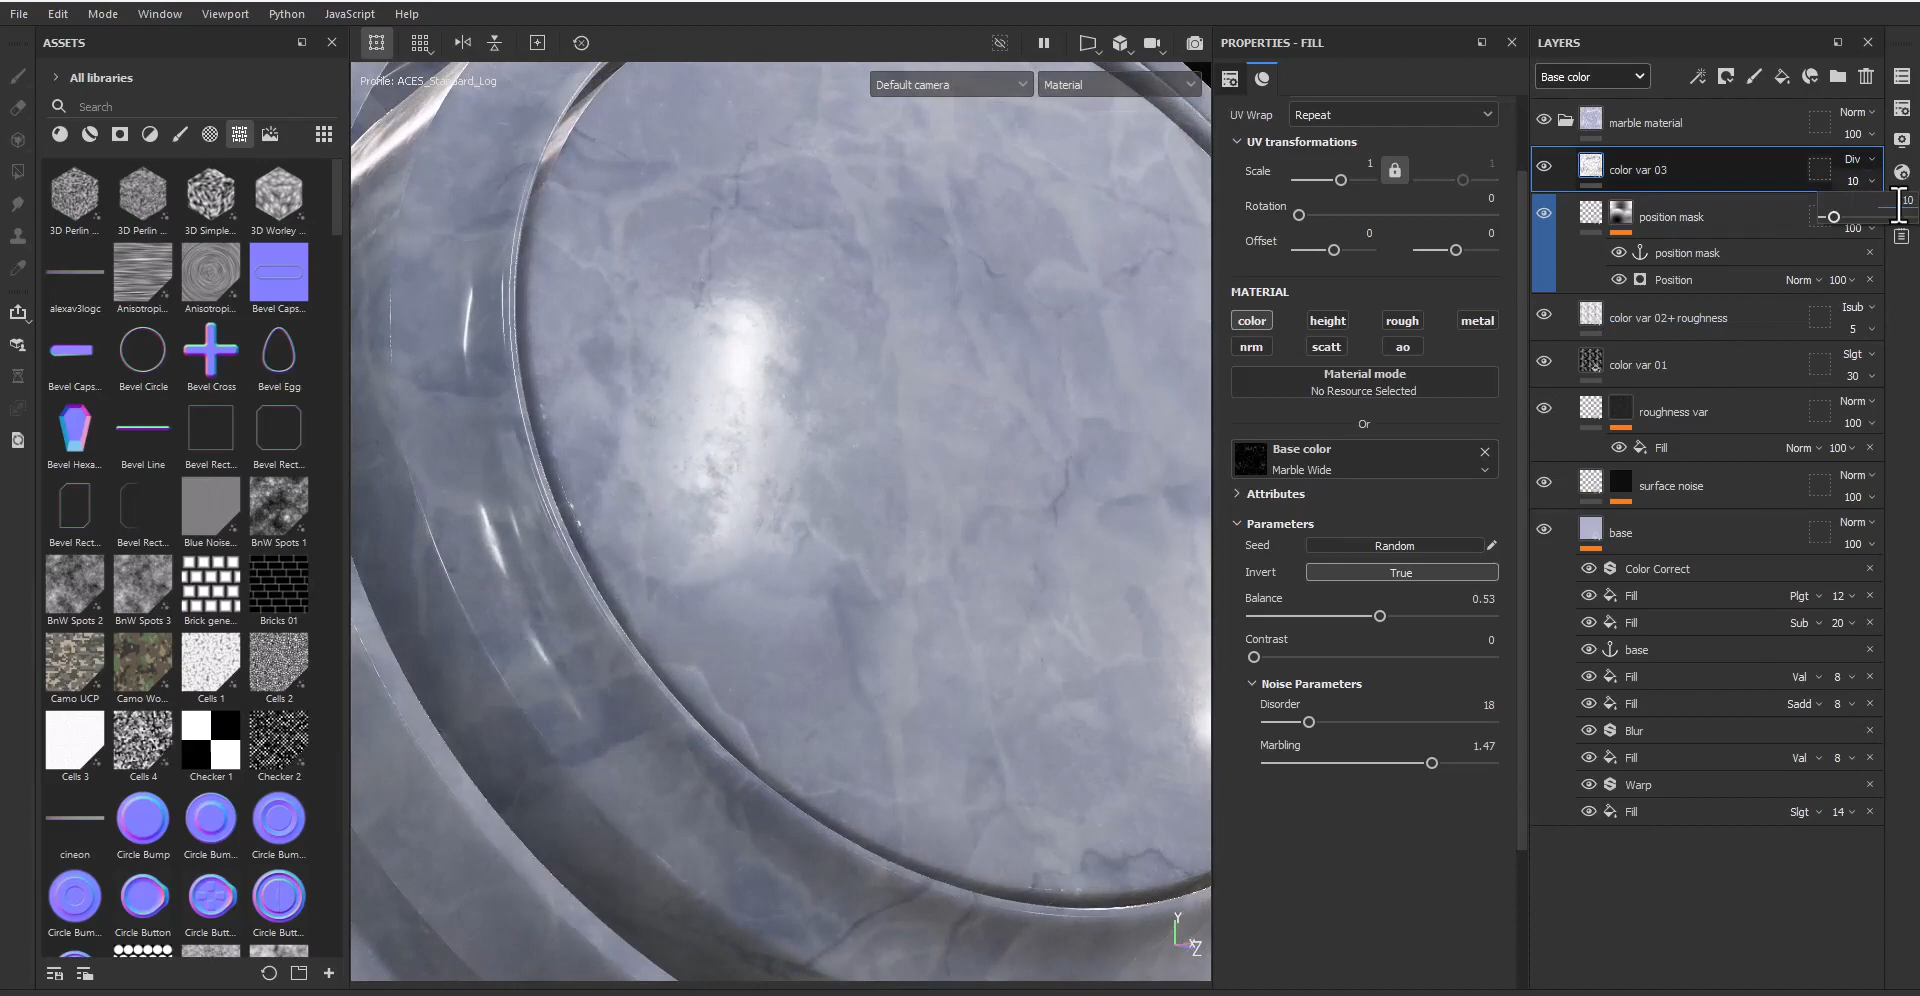 File Edit Mode Window Viewport Python JavaScript Help
ASSETS
All libraries
Search
3D Perlin ... 3D Perlin ... 3D Simple... 3D Worley ...
alexav3logc Anisotropi... Anisotropi... Bevel Caps...
Bevel Caps... Bevel Circle Bevel Cross Bevel Egg
Bevel Hexa... Bevel Line Bevel Rect... Bevel Rect...
Bevel Rect... Bevel Rect... Blue Noise... BnW Spots 1
BnW Spots 2 BnW Spots 3 Brick gene... Bricks 01
Camo UCP Camo Wo... Cells 1 Cells 2
Cells 3 Cells 4 Checker 1 Checker 2
cineon Circle Bump Circle Bum... Circle Bum...
Circle Bum... Circle Button Circle Butt... Circle Butt...
Profile: ACES_Standard_Log
Default camera
Material
Y
X
Z
PROPERTIES - FILL
UV Wrap Repeat
UV transformations
Scale 1 1
Rotation 0
Offset 0 0
MATERIAL
color height rough metal
nrm scatt ao
Material mode
No Resource Selected
Or
Base color
Marble Wide
Attributes
Parameters
Seed Random
Invert True
Balance 0.53
Contrast 0
Noise Parameters
Disorder 18
Marbling 1.47
LAYERS
Base color
marble material Norm 100
color var 03 Div 10
10
position mask 100
position mask
Position Norm 100
color var 02+ roughness Isub 5
color var 01 Slgt 30
roughness var Norm 100
Fill Norm 100
surface noise Norm 100
base Norm 100
Color Correct
Fill Plgt 12
Fill Sub 20
base
Fill Val 8
Fill Sadd 8
Blur
Fill Val 8
Warp
Fill Slgt 14